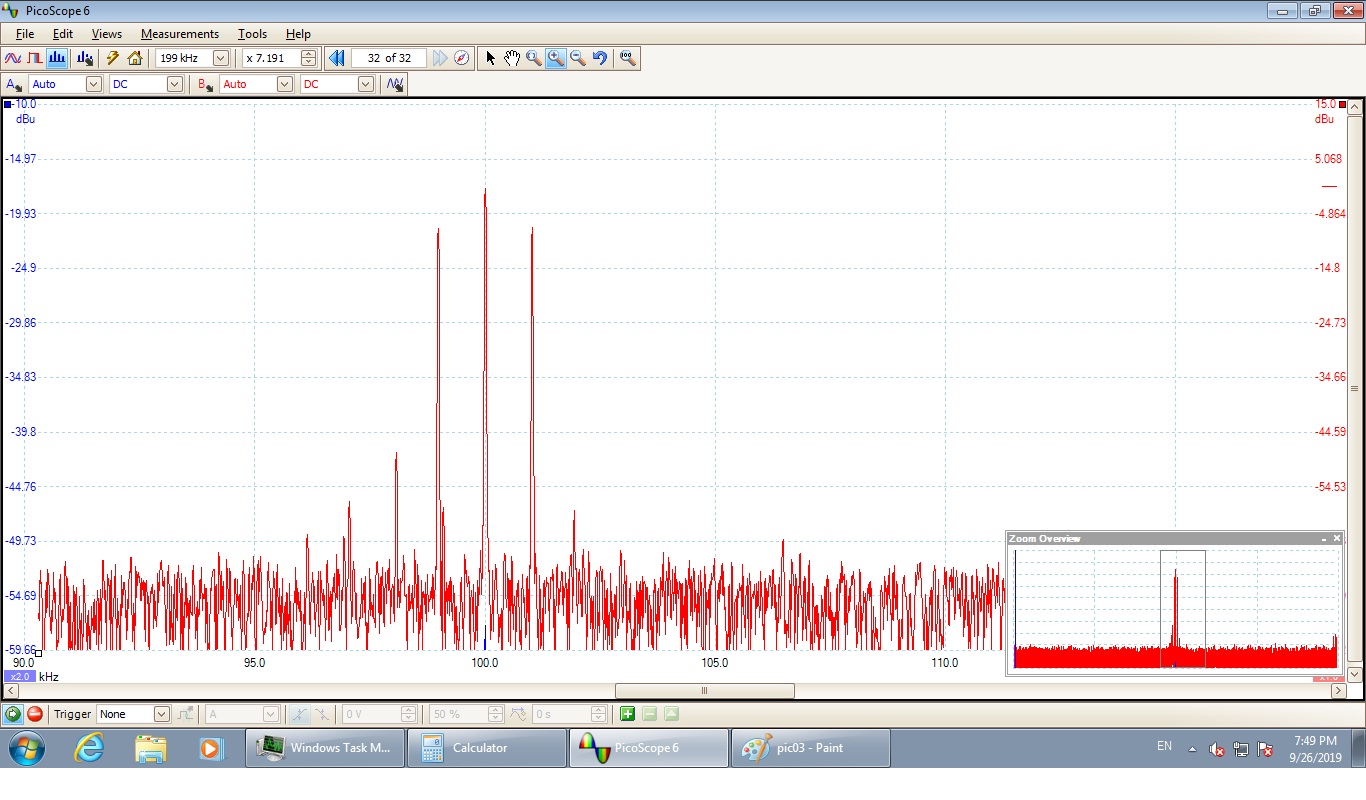 PicoScope 6
File Edit Views Measurements Tools Help
199 kHz x 7.191 32 of 32
A Auto DC B Auto DC
-10.0 15.0
dBu dBu
-14.97 5.068
-19.93 -4.864
-24.9 -14.8
-29.86 -24.73
-34.83 -34.66
-39.8 -44.59
-44.76 -54.53
-49.73
Zoom Overview
-54.69
-59.66
90.0 95.0 100.0 105.0 110.0
x2.0 kHz x1.0
Trigger None A 0 V 50 % 0 s
Windows Task M... Calculator PicoScope 6 pic03 - Paint EN 7:49 PM
9/26/2019